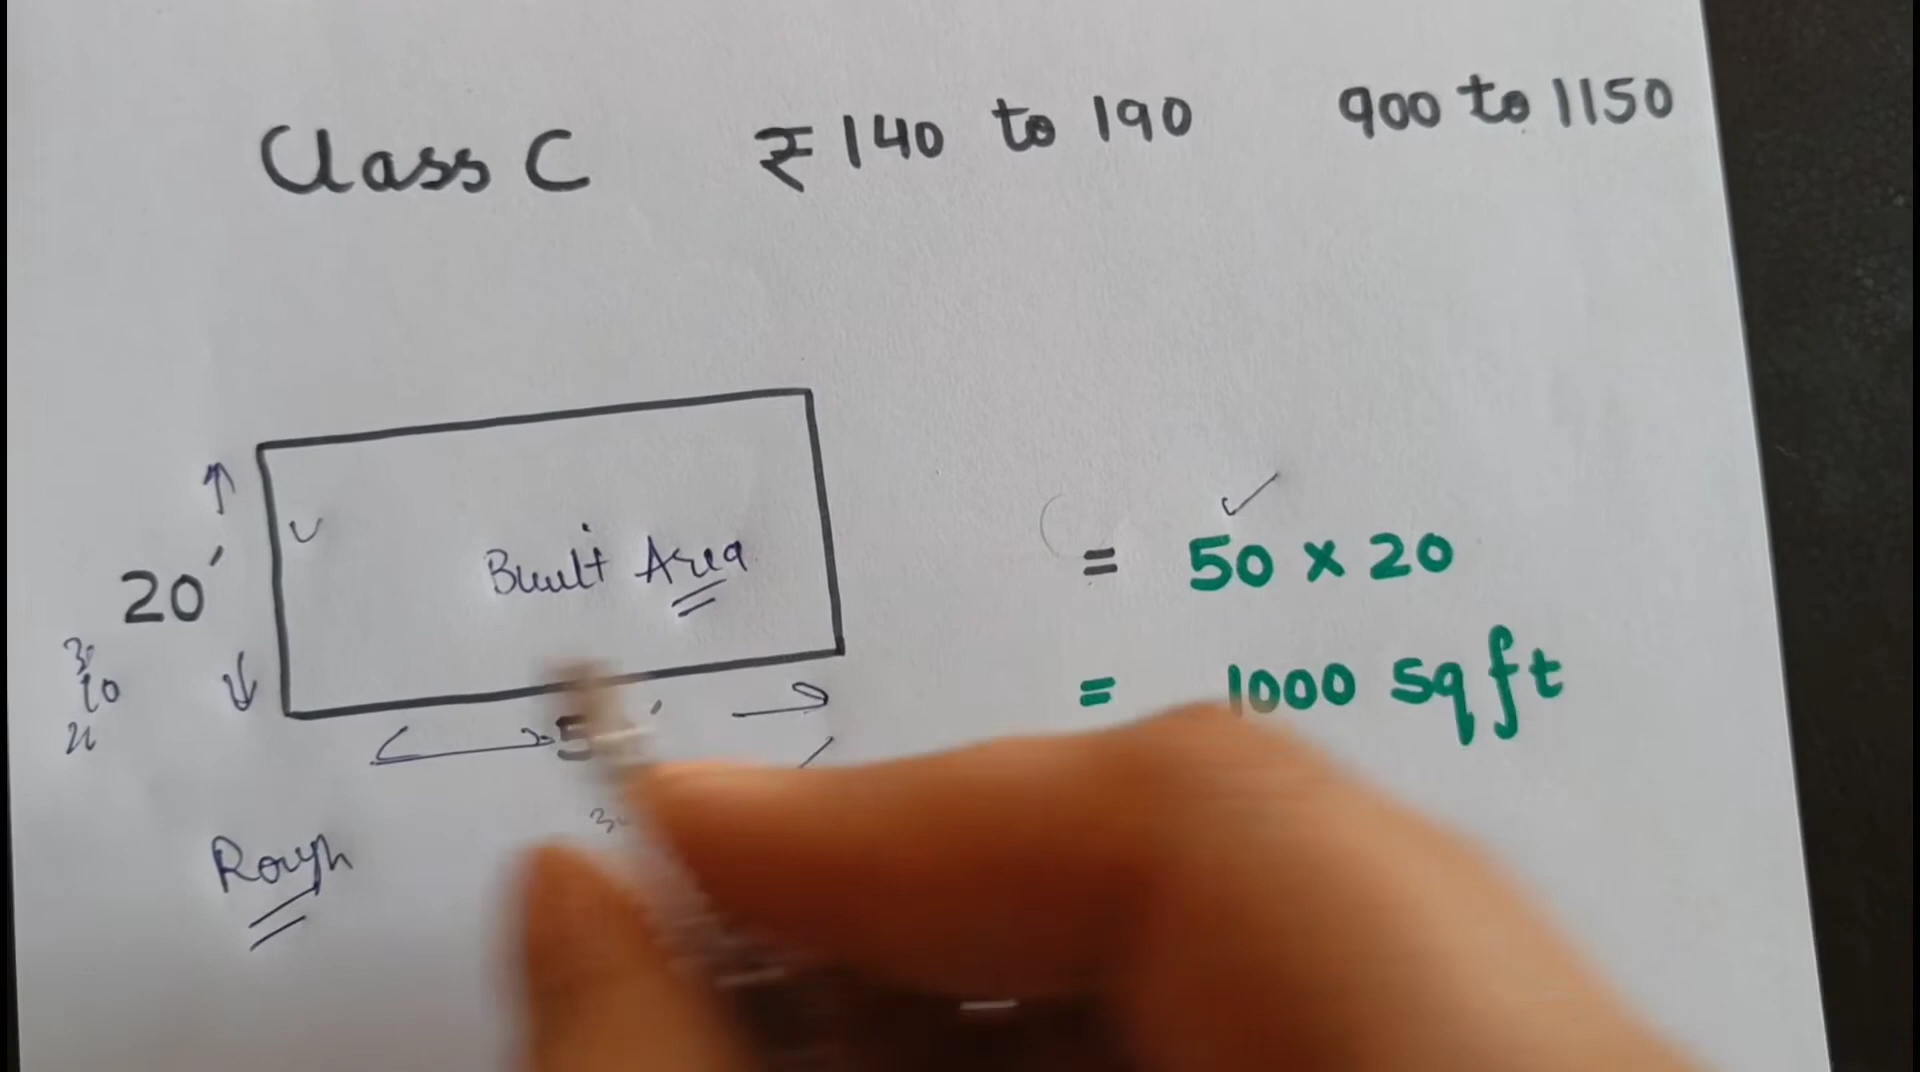 Class C ₹ 140 to 190 900 to 1150
Built Area
20'
= 50 x 20
= 1000 sqft
Rough